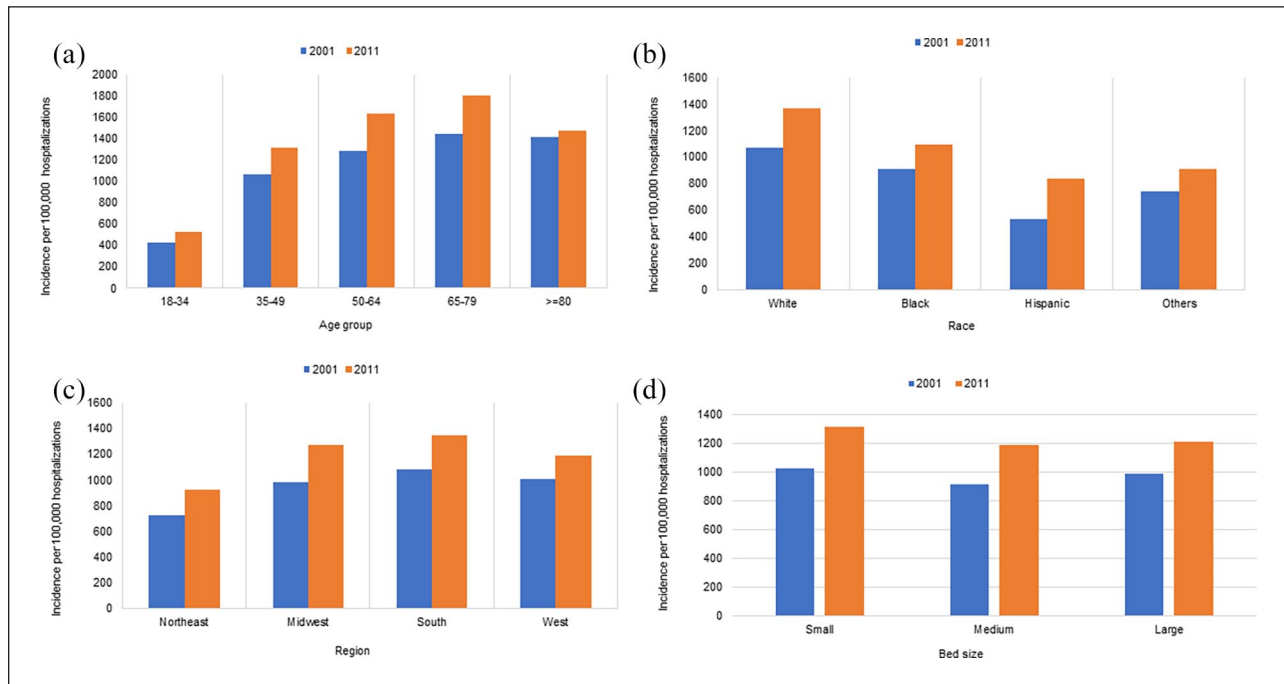 (a)
2001 2011
Incidence per 100,000 hospitalizations
2000
1800
1600
1400
1200
1000
800
600
400
200
0
18-34 35-49 50-64 65-79 >=80
Age group
(b)
2001 2011
Incidence per 100,000 hospitalizations
1600
1400
1200
1000
800
600
400
200
0
White Black Hispanic Others
Race
(c)
2001 2011
Incidence per 100,000 hospitalizations
1600
1400
1200
1000
800
600
400
200
0
Northeast Midwest South West
Region
(d)
2001 2011
Incidence per 100,000 hospitalizations
1400
1200
1000
800
600
400
200
0
Small Medium Large
Bed size